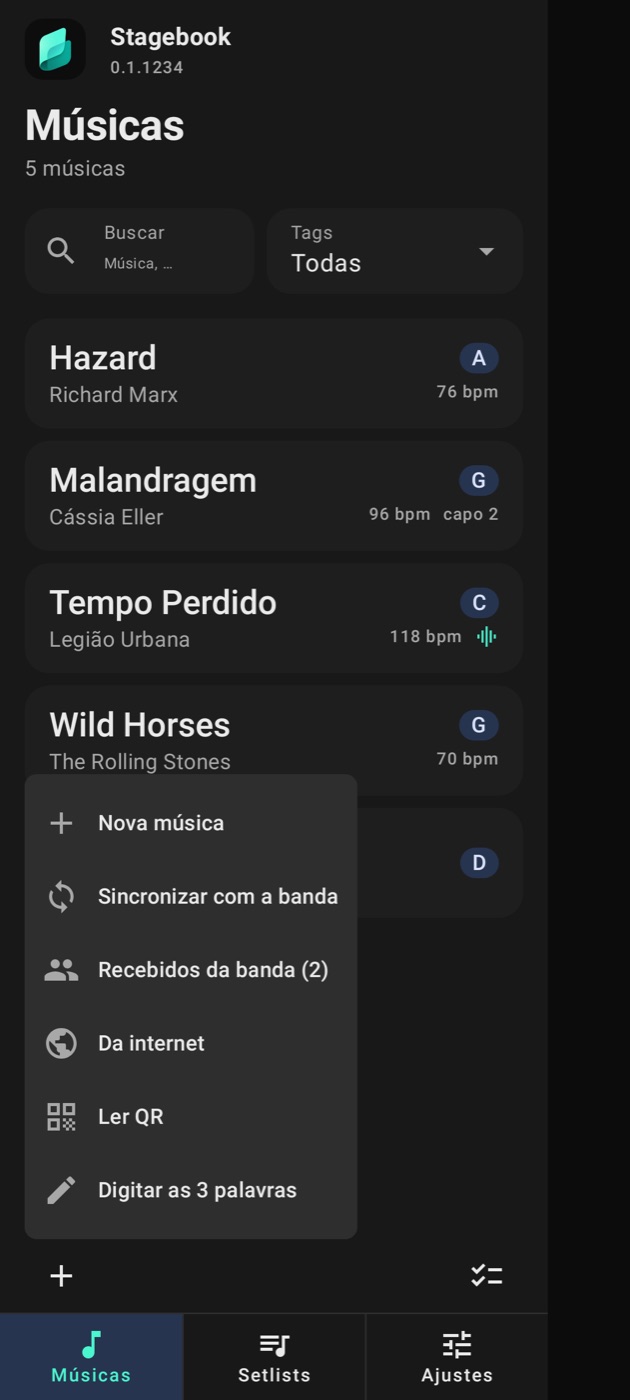 Stagebook
0.1.1234
Músicas
5 músicas
Buscar
Música, …
Tags
Todas
Hazard
A
Richard Marx
76 bpm
Malandragem
G
Cássia Eller
96 bpm capo 2
Tempo Perdido
C
Legião Urbana
118 bpm
Wild Horses
G
The Rolling Stones
70 bpm
D
Nova música
Sincronizar com a banda
Recebidos da banda (2)
Da internet
Ler QR
Digitar as 3 palavras
Músicas
Setlists
Ajustes